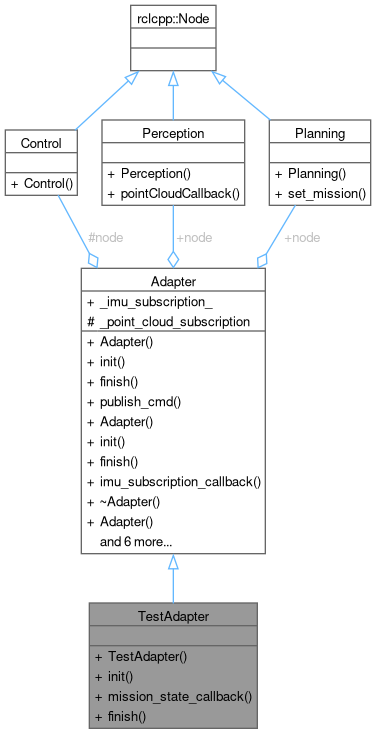 rclcpp::Node
Control
+ Control()
Perception
+ Perception()
+ pointCloudCallback()
Planning
+ Planning()
+ set_mission()
#node
+node
+node
Adapter
+ _imu_subscription_
# _point_cloud_subscription
+ Adapter()
+ init()
+ finish()
+ publish_cmd()
+ Adapter()
+ init()
+ finish()
+ imu_subscription_callback()
+ ~Adapter()
+ Adapter()
and 6 more...
TestAdapter
+ TestAdapter()
+ init()
+ mission_state_callback()
+ finish()